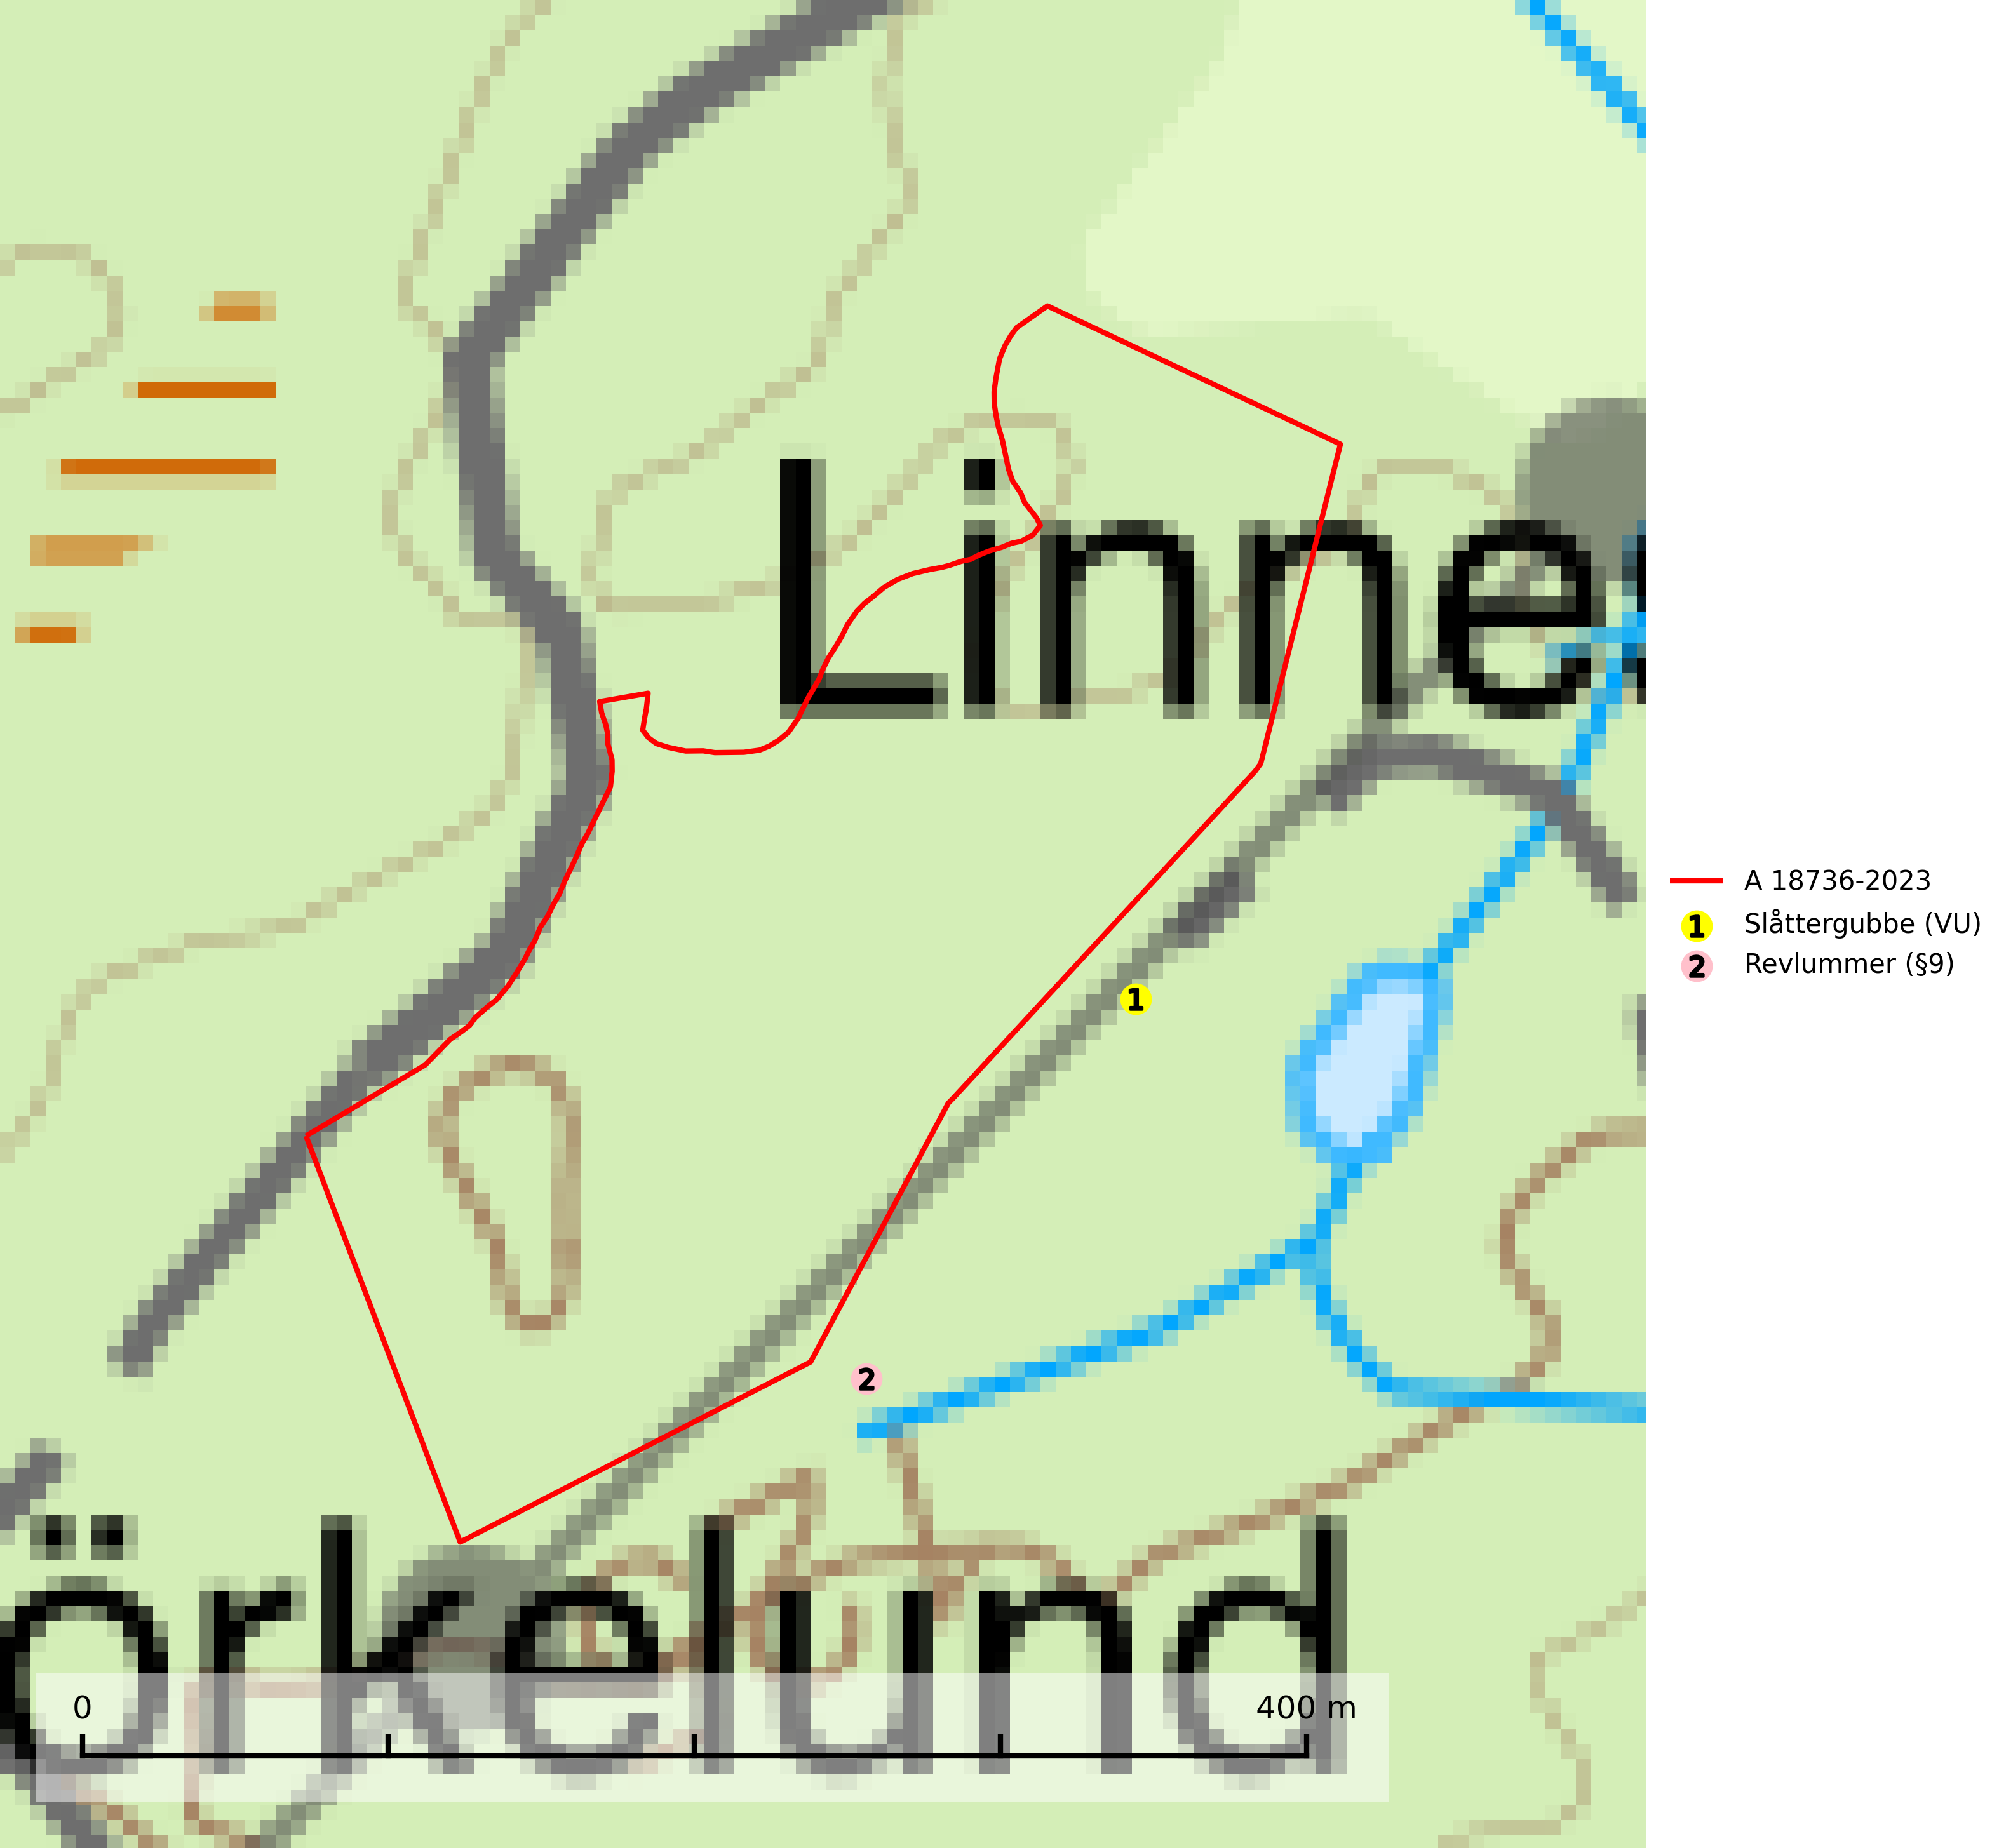 Linne
A 18736-2023
1 Slåttergubbe (VU)
2 Revlummer (§9)
1
2
örkelund
0
400 m